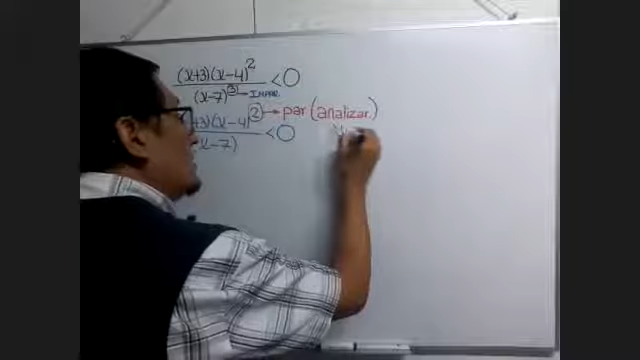 (x+3)(x-4)² < 0
(x-7)③ → IMPAR.
+3)(x-4)② → par (analizar)
< 0
x-7)